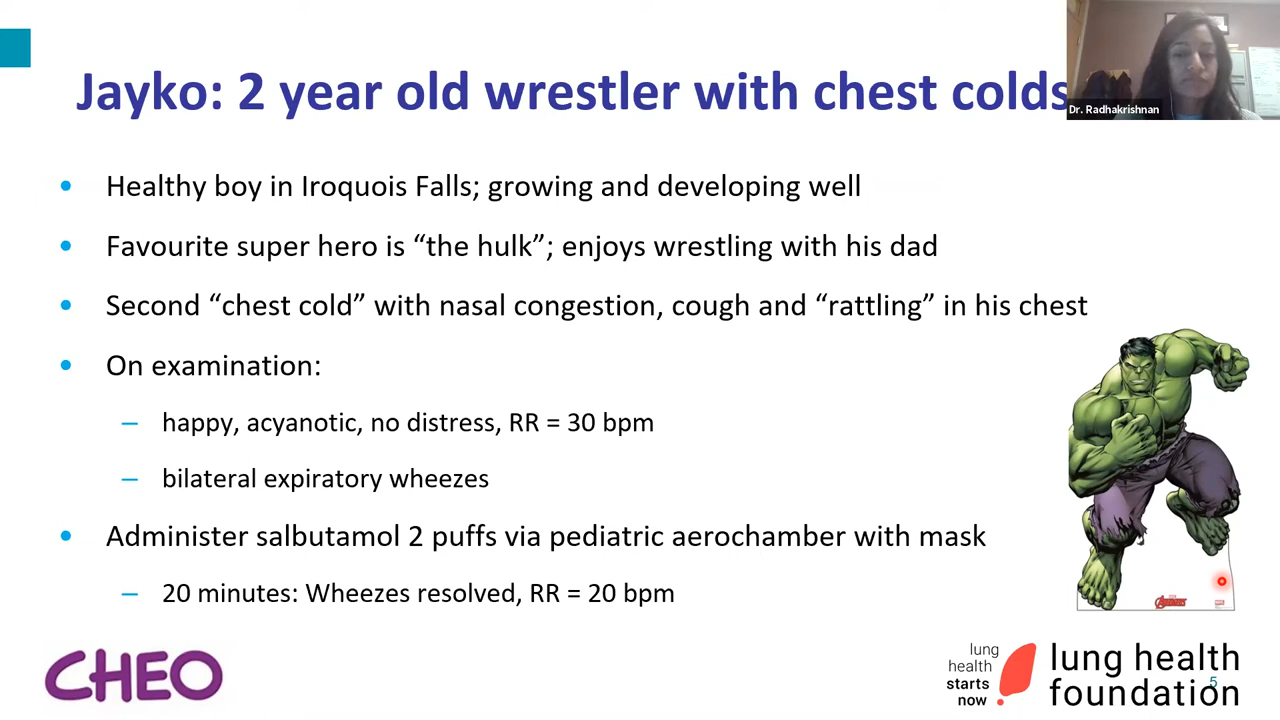 Jayko: 2 year old wrestler with chest colds
Dr. Radhakrishnan
• Healthy boy in Iroquois Falls; growing and developing well
• Favourite super hero is “the hulk”; enjoys wrestling with his dad
• Second “chest cold” with nasal congestion, cough and “rattling” in his chest
• On examination:
– happy, acyanotic, no distress, RR = 30 bpm
– bilateral expiratory wheezes
• Administer salbutamol 2 puffs via pediatric aerochamber with mask
– 20 minutes: Wheezes resolved, RR = 20 bpm
AVENGERS
CHEO
lung
health
starts
now
lung health
foundation
5